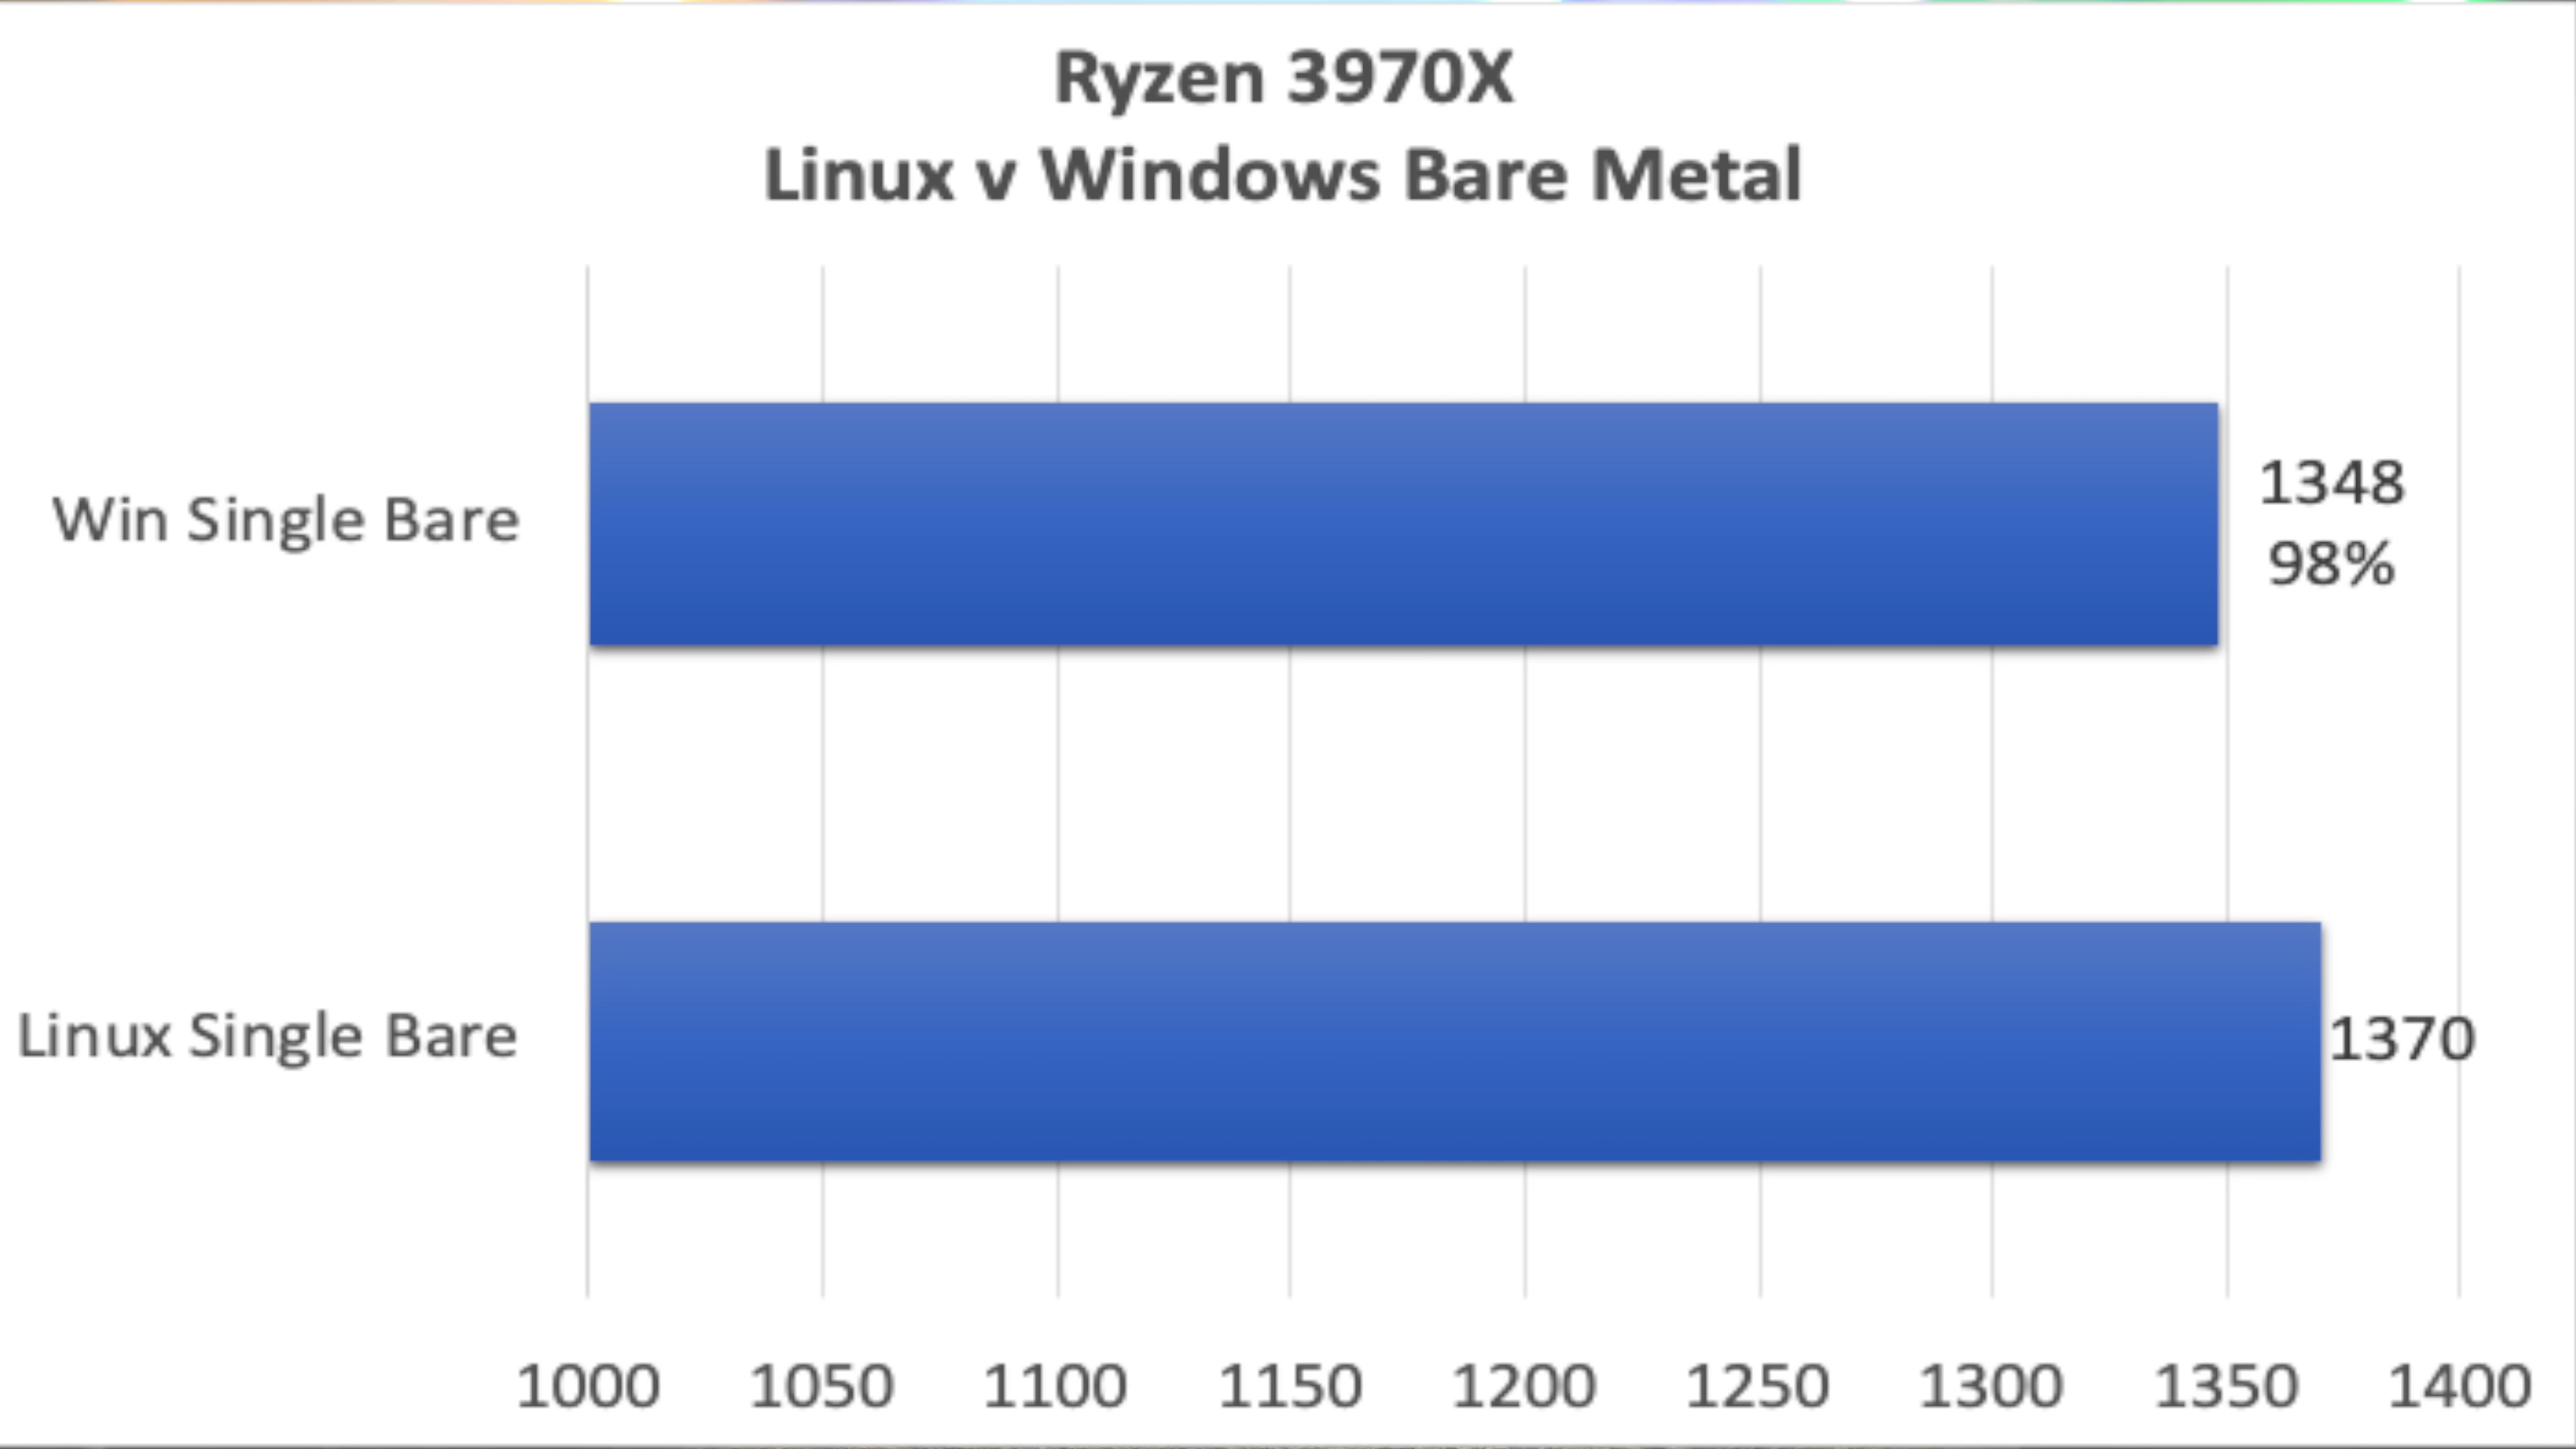 Ryzen 3970X
Linux v Windows Bare Metal
Win Single Bare
1348
98%
Linux Single Bare
1370
1000 1050 1100 1150 1200 1250 1300 1350 1400